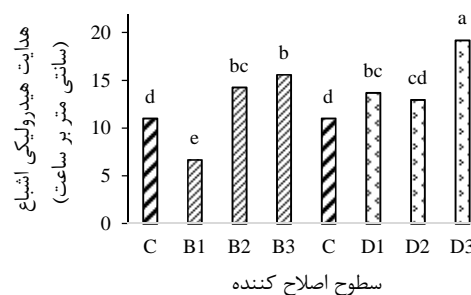 هدایت هیدرولیکی اشباع
(سانتی متر بر ساعت)
20
15
10
5
0
d
e
bc
b
d
bc
cd
a
C B1 B2 B3 C D1 D2 D3
سطوح اصلاح کننده